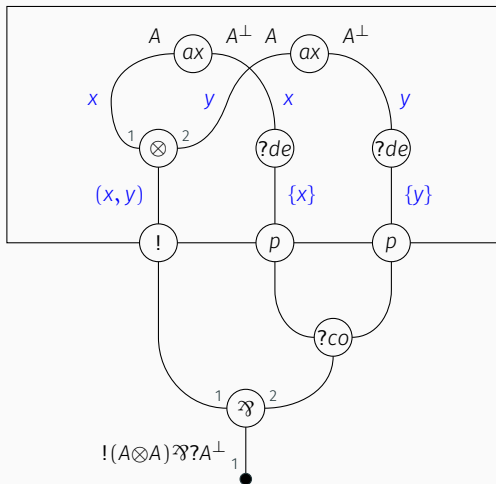 A ax A⊥ A ax A⊥
x y x y
1 ⊗ 2 ?de ?de
(x, y) {x} {y}
! p p
?co
1 ⅋ 2
!(A⊗A)⅋?A⊥ 1